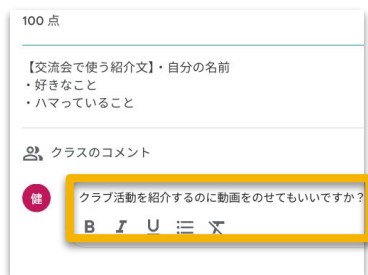 100 点
【交流会で使う紹介文】・自分の名前
・好きなこと
・ハマっていること
クラスのコメント
健
クラブ活動を紹介するのに動画をのせてもいいですか?
B I U